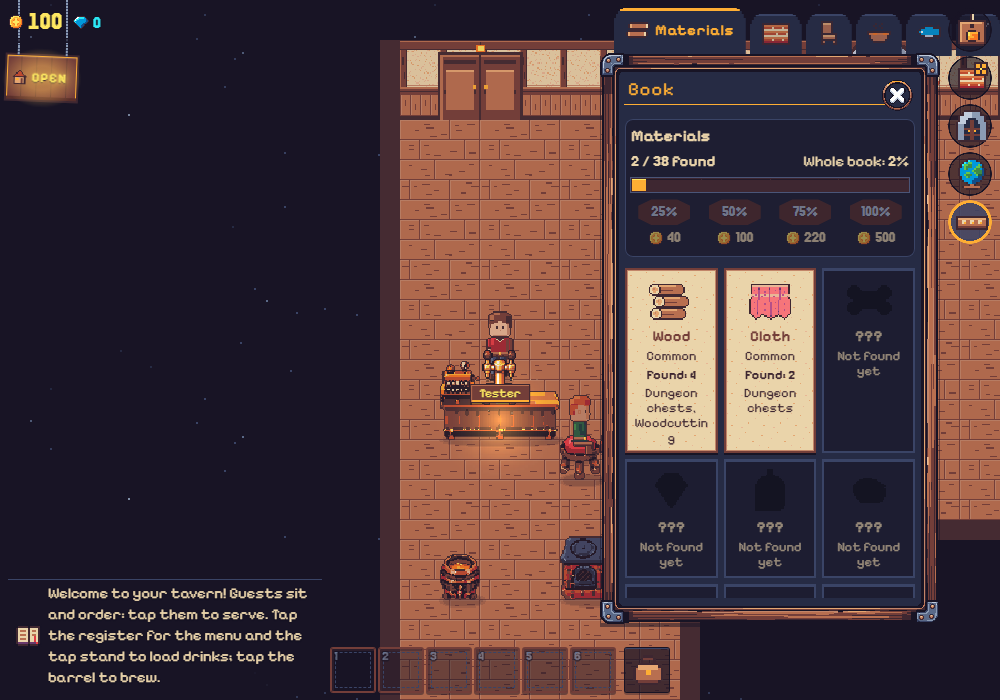 100
0
OPEN
Materials
Book
Materials
2 / 38 Found
Whole book: 2%
25%
50%
75%
100%
40
100
220
500
Wood
Common
Found: 4
Dungeon
chests,
Woodcuttin
g
Cloth
Common
Found: 2
Dungeon
chests
???
Not found
yet
???
Not found
yet
???
Not found
yet
???
Not found
yet
Tester
Welcome to your tavern! Guests sit
and order: tap them to serve. Tap
the register for the menu and the
tap stand to load drinks; tap the
barrel to brew.
1
2
3
4
5
6